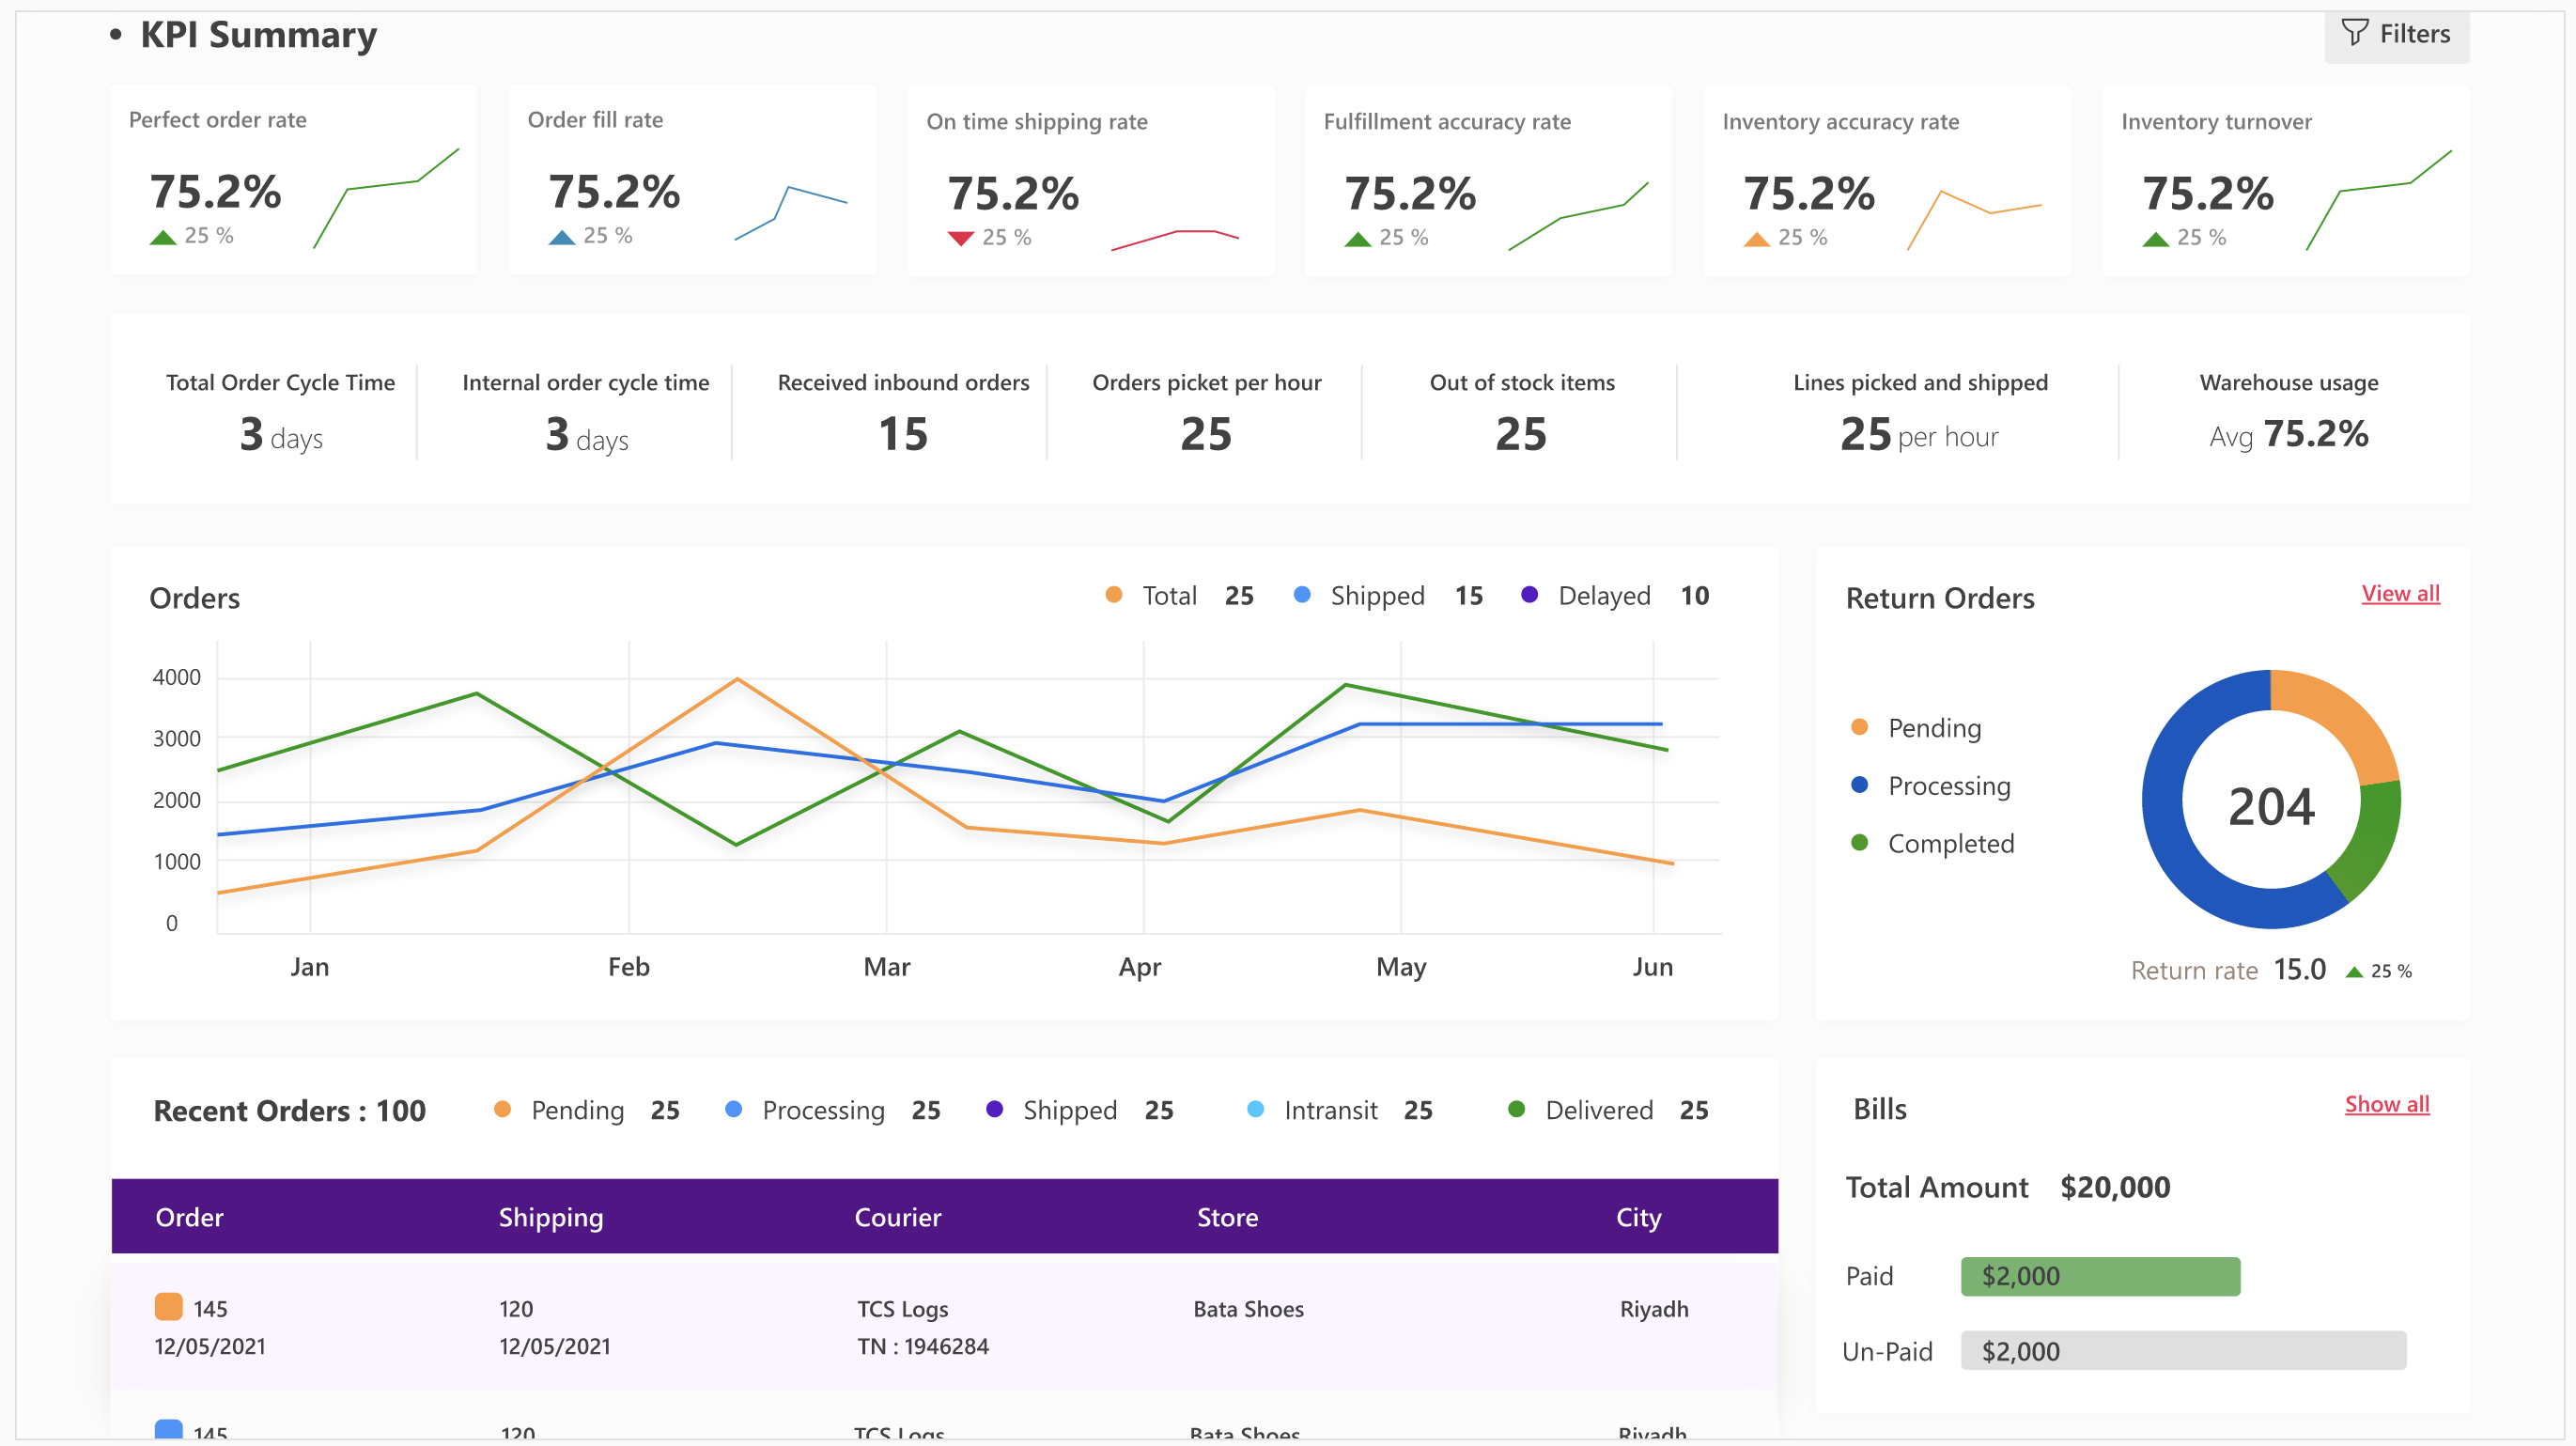 • KPI Summary
Filters
Perfect order rate
75.2%
25 %
Order fill rate
75.2%
25 %
On time shipping rate
75.2%
25 %
Fulfillment accuracy rate
75.2%
25 %
Inventory accuracy rate
75.2%
25 %
Inventory turnover
75.2%
25 %
Total Order Cycle Time
3 days
Internal order cycle time
3 days
Received inbound orders
15
Orders picket per hour
25
Out of stock items
25
Lines picked and shipped
25 per hour
Warehouse usage
Avg 75.2%
Orders
Total 25 Shipped 15 Delayed 10
4000
3000
2000
1000
0
Jan Feb Mar Apr May Jun
Return Orders
View all
Pending
Processing
Completed
204
Return rate 15.0 25 %
Recent Orders : 100
Pending 25 Processing 25 Shipped 25 Intransit 25 Delivered 25
Order Shipping Courier Store City
145 120 TCS Logs Bata Shoes Riyadh
12/05/2021 12/05/2021 TN : 1946284
145 120 TCS Logs Bata Shoes Riyadh
Bills
Show all
Total Amount $20,000
Paid $2,000
Un-Paid $2,000